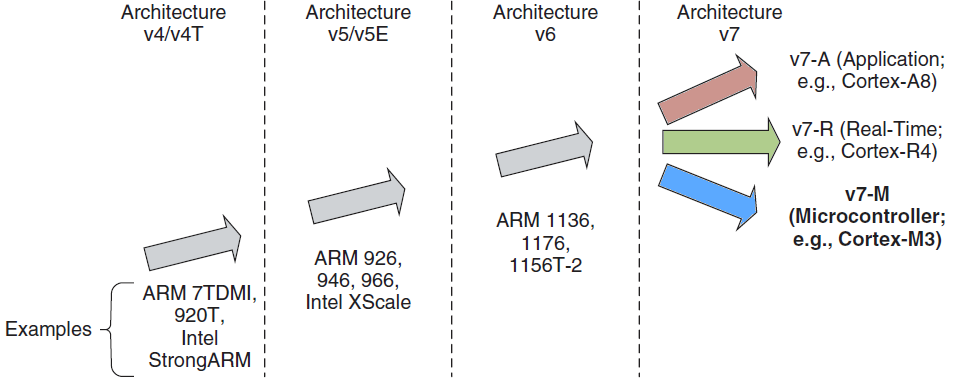 Architecture
v4/v4T
Architecture
v5/v5E
Architecture
v6
Architecture
v7
v7-A (Application;
e.g., Cortex-A8)
v7-R (Real-Time;
e.g., Cortex-R4)
v7-M
(Microcontroller;
e.g., Cortex-M3)
ARM 1136,
1176,
1156T-2
ARM 926,
946, 966,
Intel XScale
Examples
ARM 7TDMI,
920T,
Intel
StrongARM